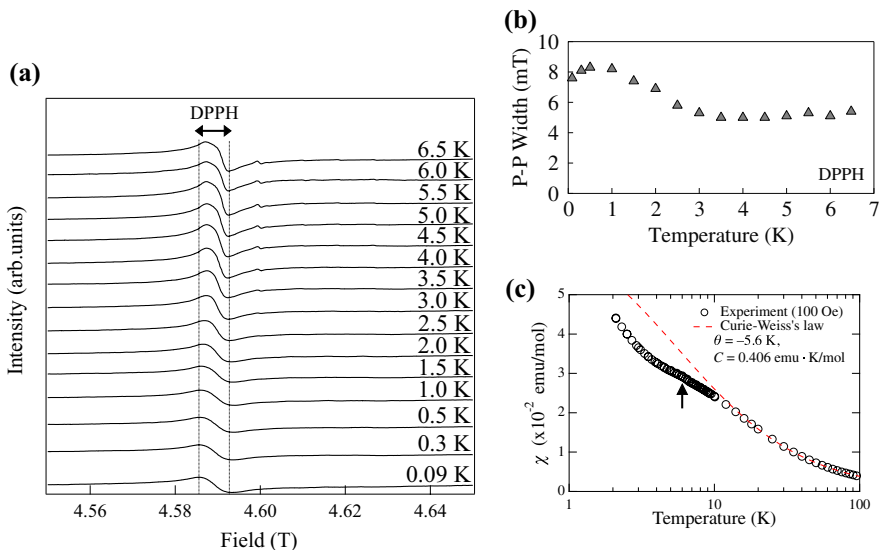 (a)
DPPH
6.5 K
6.0 K
5.5 K
5.0 K
4.5 K
4.0 K
3.5 K
3.0 K
2.5 K
2.0 K
1.5 K
1.0 K
0.5 K
0.3 K
0.09 K
Intensity (arb.units)
4.56
4.58
4.60
4.62
4.64
Field (T)
(b)
P-P Width (mT)
10
8
6
4
2
0
DPPH
0
1
2
3
4
5
6
7
Temperature (K)
(c)
χ (x10⁻² emu/mol)
5
4
3
2
1
0
Experiment (100 Oe)
Curie-Weiss's law
θ = –5.6 K,
C = 0.406 emu · K/mol
1
10
100
Temperature (K)